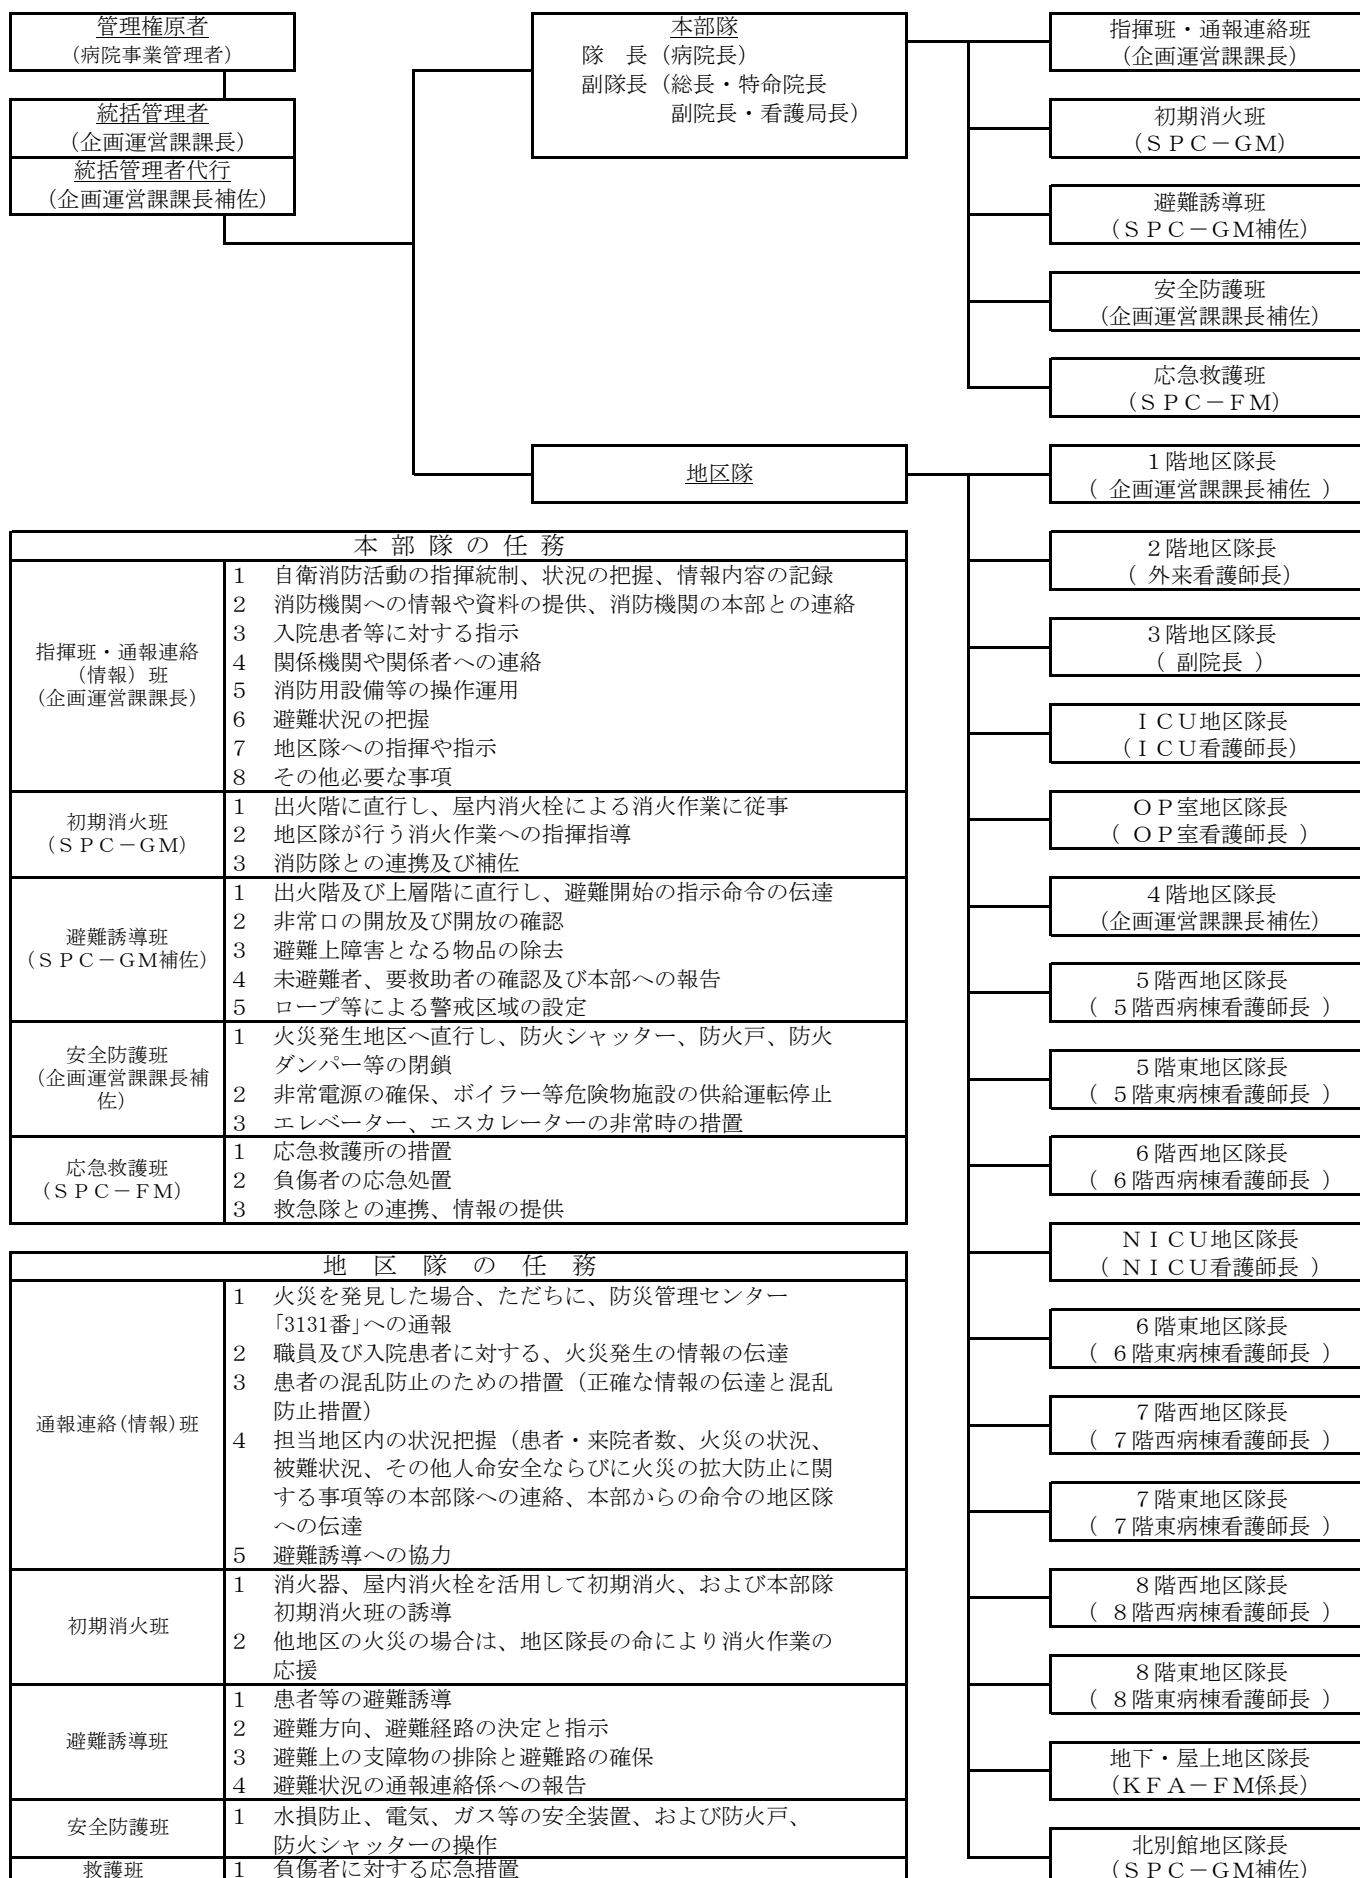 管理権原者
(病院事業管理者)
統括管理者
(企画運営課課長)
統括管理者代行
(企画運営課課長補佐)
本部隊
隊　長（病院長）
副隊長（総長・特命院長
副院長・看護局長）
地区隊
指揮班・通報連絡班
(企画運営課課長)
初期消火班
(ＳＰＣ－ＧＭ)
避難誘導班
(ＳＰＣ－ＧＭ補佐)
安全防護班
(企画運営課課長補佐)
応急救護班
(ＳＰＣ－ＦＭ)
１階地区隊長
( 企画運営課課長補佐 )
２階地区隊長
( 外来看護師長)
３階地区隊長
( 副院長 )
ＩＣＵ地区隊長
(ＩＣＵ看護師長)
ＯＰ室地区隊長
( ＯＰ室看護師長 )
４階地区隊長
(企画運営課課長補佐)
５階西地区隊長
( ５階西病棟看護師長 )
５階東地区隊長
( ５階東病棟看護師長 )
６階西地区隊長
( ６階西病棟看護師長 )
ＮＩＣＵ地区隊長
( ＮＩＣＵ看護師長 )
６階東地区隊長
( ６階東病棟看護師長 )
７階西地区隊長
( ７階西病棟看護師長 )
７階東地区隊長
( ７階東病棟看護師長 )
８階西地区隊長
( ８階西病棟看護師長 )
８階東地区隊長
( ８階東病棟看護師長 )
地下・屋上地区隊長
(ＫＦＡ－ＦＭ係長)
北別館地区隊長
(ＳＰＣ－ＧＭ補佐)
本 部 隊 の 任 務
指揮班・通報連絡
（情報）班
(企画運営課課長)
1　自衛消防活動の指揮統制、状況の把握、情報内容の記録
2　消防機関への情報や資料の提供、消防機関の本部との連絡
3　入院患者等に対する指示
4　関係機関や関係者への連絡
5　消防用設備等の操作運用
6　避難状況の把握
7　地区隊への指揮や指示
8　その他必要な事項
初期消火班
(ＳＰＣ－ＧＭ)
1　出火階に直行し、屋内消火栓による消火作業に従事
2　地区隊が行う消火作業への指揮指導
3　消防隊との連携及び補佐
避難誘導班
(ＳＰＣ－ＧＭ補佐)
1　出火階及び上層階に直行し、避難開始の指示命令の伝達
2　非常口の開放及び開放の確認
3　避難上障害となる物品の除去
4　未避難者、要救助者の確認及び本部への報告
5　ロープ等による警戒区域の設定
安全防護班
(企画運営課課長補
佐)
1　火災発生地区へ直行し、防火シャッター、防火戸、防火
ダンパー等の閉鎖
2　非常電源の確保、ボイラー等危険物施設の供給運転停止
3　エレベーター、エスカレーターの非常時の措置
応急救護班
(ＳＰＣ－ＦＭ)
1　応急救護所の措置
2　負傷者の応急処置
3　救急隊との連携、情報の提供
地 区 隊 の 任 務
通報連絡(情報)班
1　火災を発見した場合、ただちに、防災管理センター
｢3131番｣への通報
2　職員及び入院患者に対する、火災発生の情報の伝達
3　患者の混乱防止のための措置（正確な情報の伝達と混乱
防止措置）
4　担当地区内の状況把握（患者・来院者数、火災の状況、
被難状況、その他人命安全ならびに火災の拡大防止に関
する事項等の本部隊への連絡、本部からの命令の地区隊
への伝達
5　避難誘導への協力
初期消火班
1　消火器、屋内消火栓を活用して初期消火、および本部隊
初期消火班の誘導
2　他地区の火災の場合は、地区隊長の命により消火作業の
応援
避難誘導班
1　患者等の避難誘導
2　避難方向、避難経路の決定と指示
3　避難上の支障物の排除と避難路の確保
4　避難状況の通報連絡係への報告
安全防護班
1　水損防止、電気、ガス等の安全装置、および防火戸、
防火シャッターの操作
救護班
1　負傷者に対する応急措置